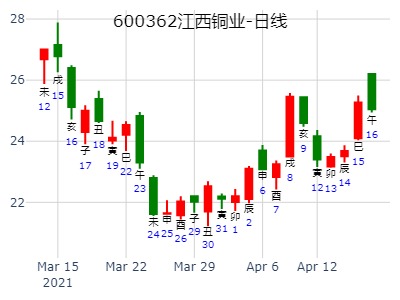 600362江西铜业-日线
28
26
24
22
未
12
戌
15
亥
16
子
17
丑
18
寅
19
巳
22
午
23
未
24
申
25
酉
26
子
29
丑
30
寅
31
卯
1
辰
2
申
6
酉
7
戌
8
亥
9
寅
12
卯
13
辰
14
巳
15
午
16
Mar 15
2021
Mar 22
Mar 29
Apr 6
Apr 12